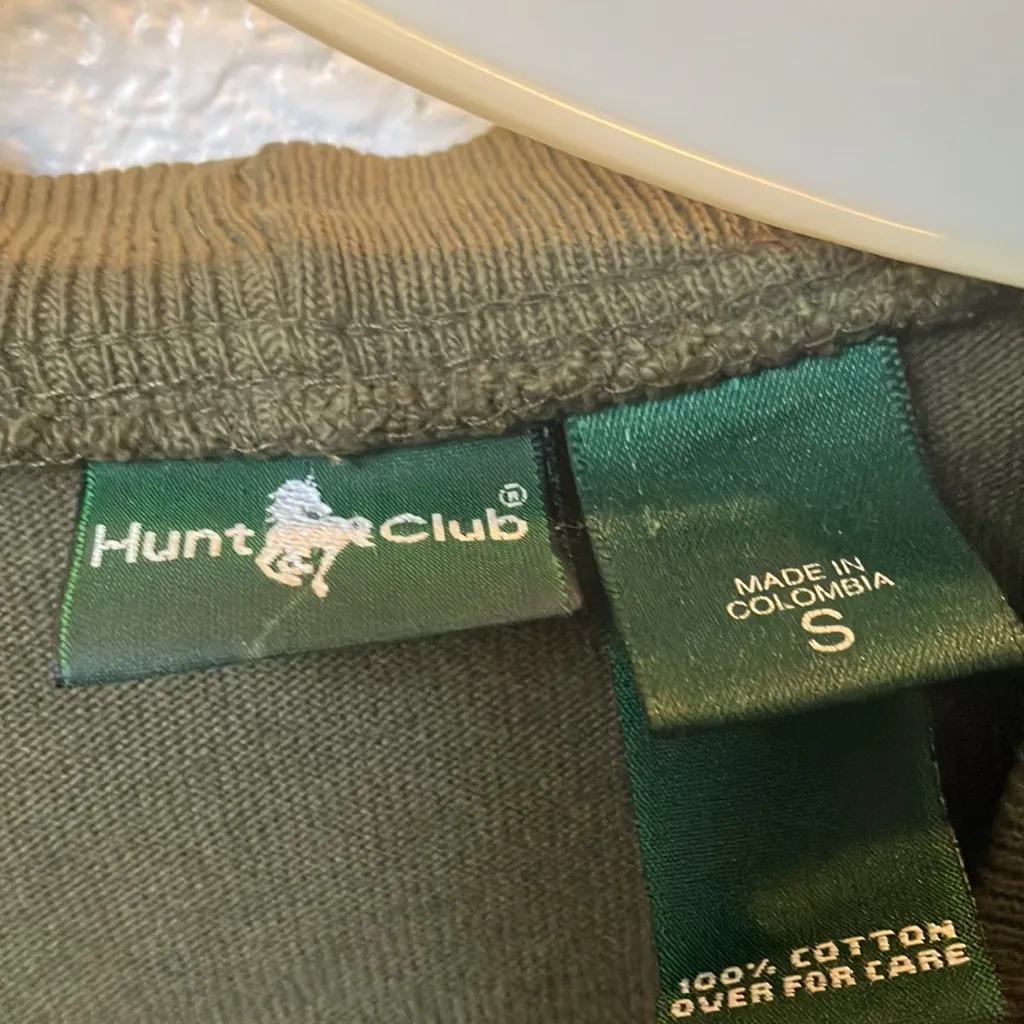 Hunt Club®
MADE IN
COLOMBIA
S
100% COTTON
OVER FOR CARE